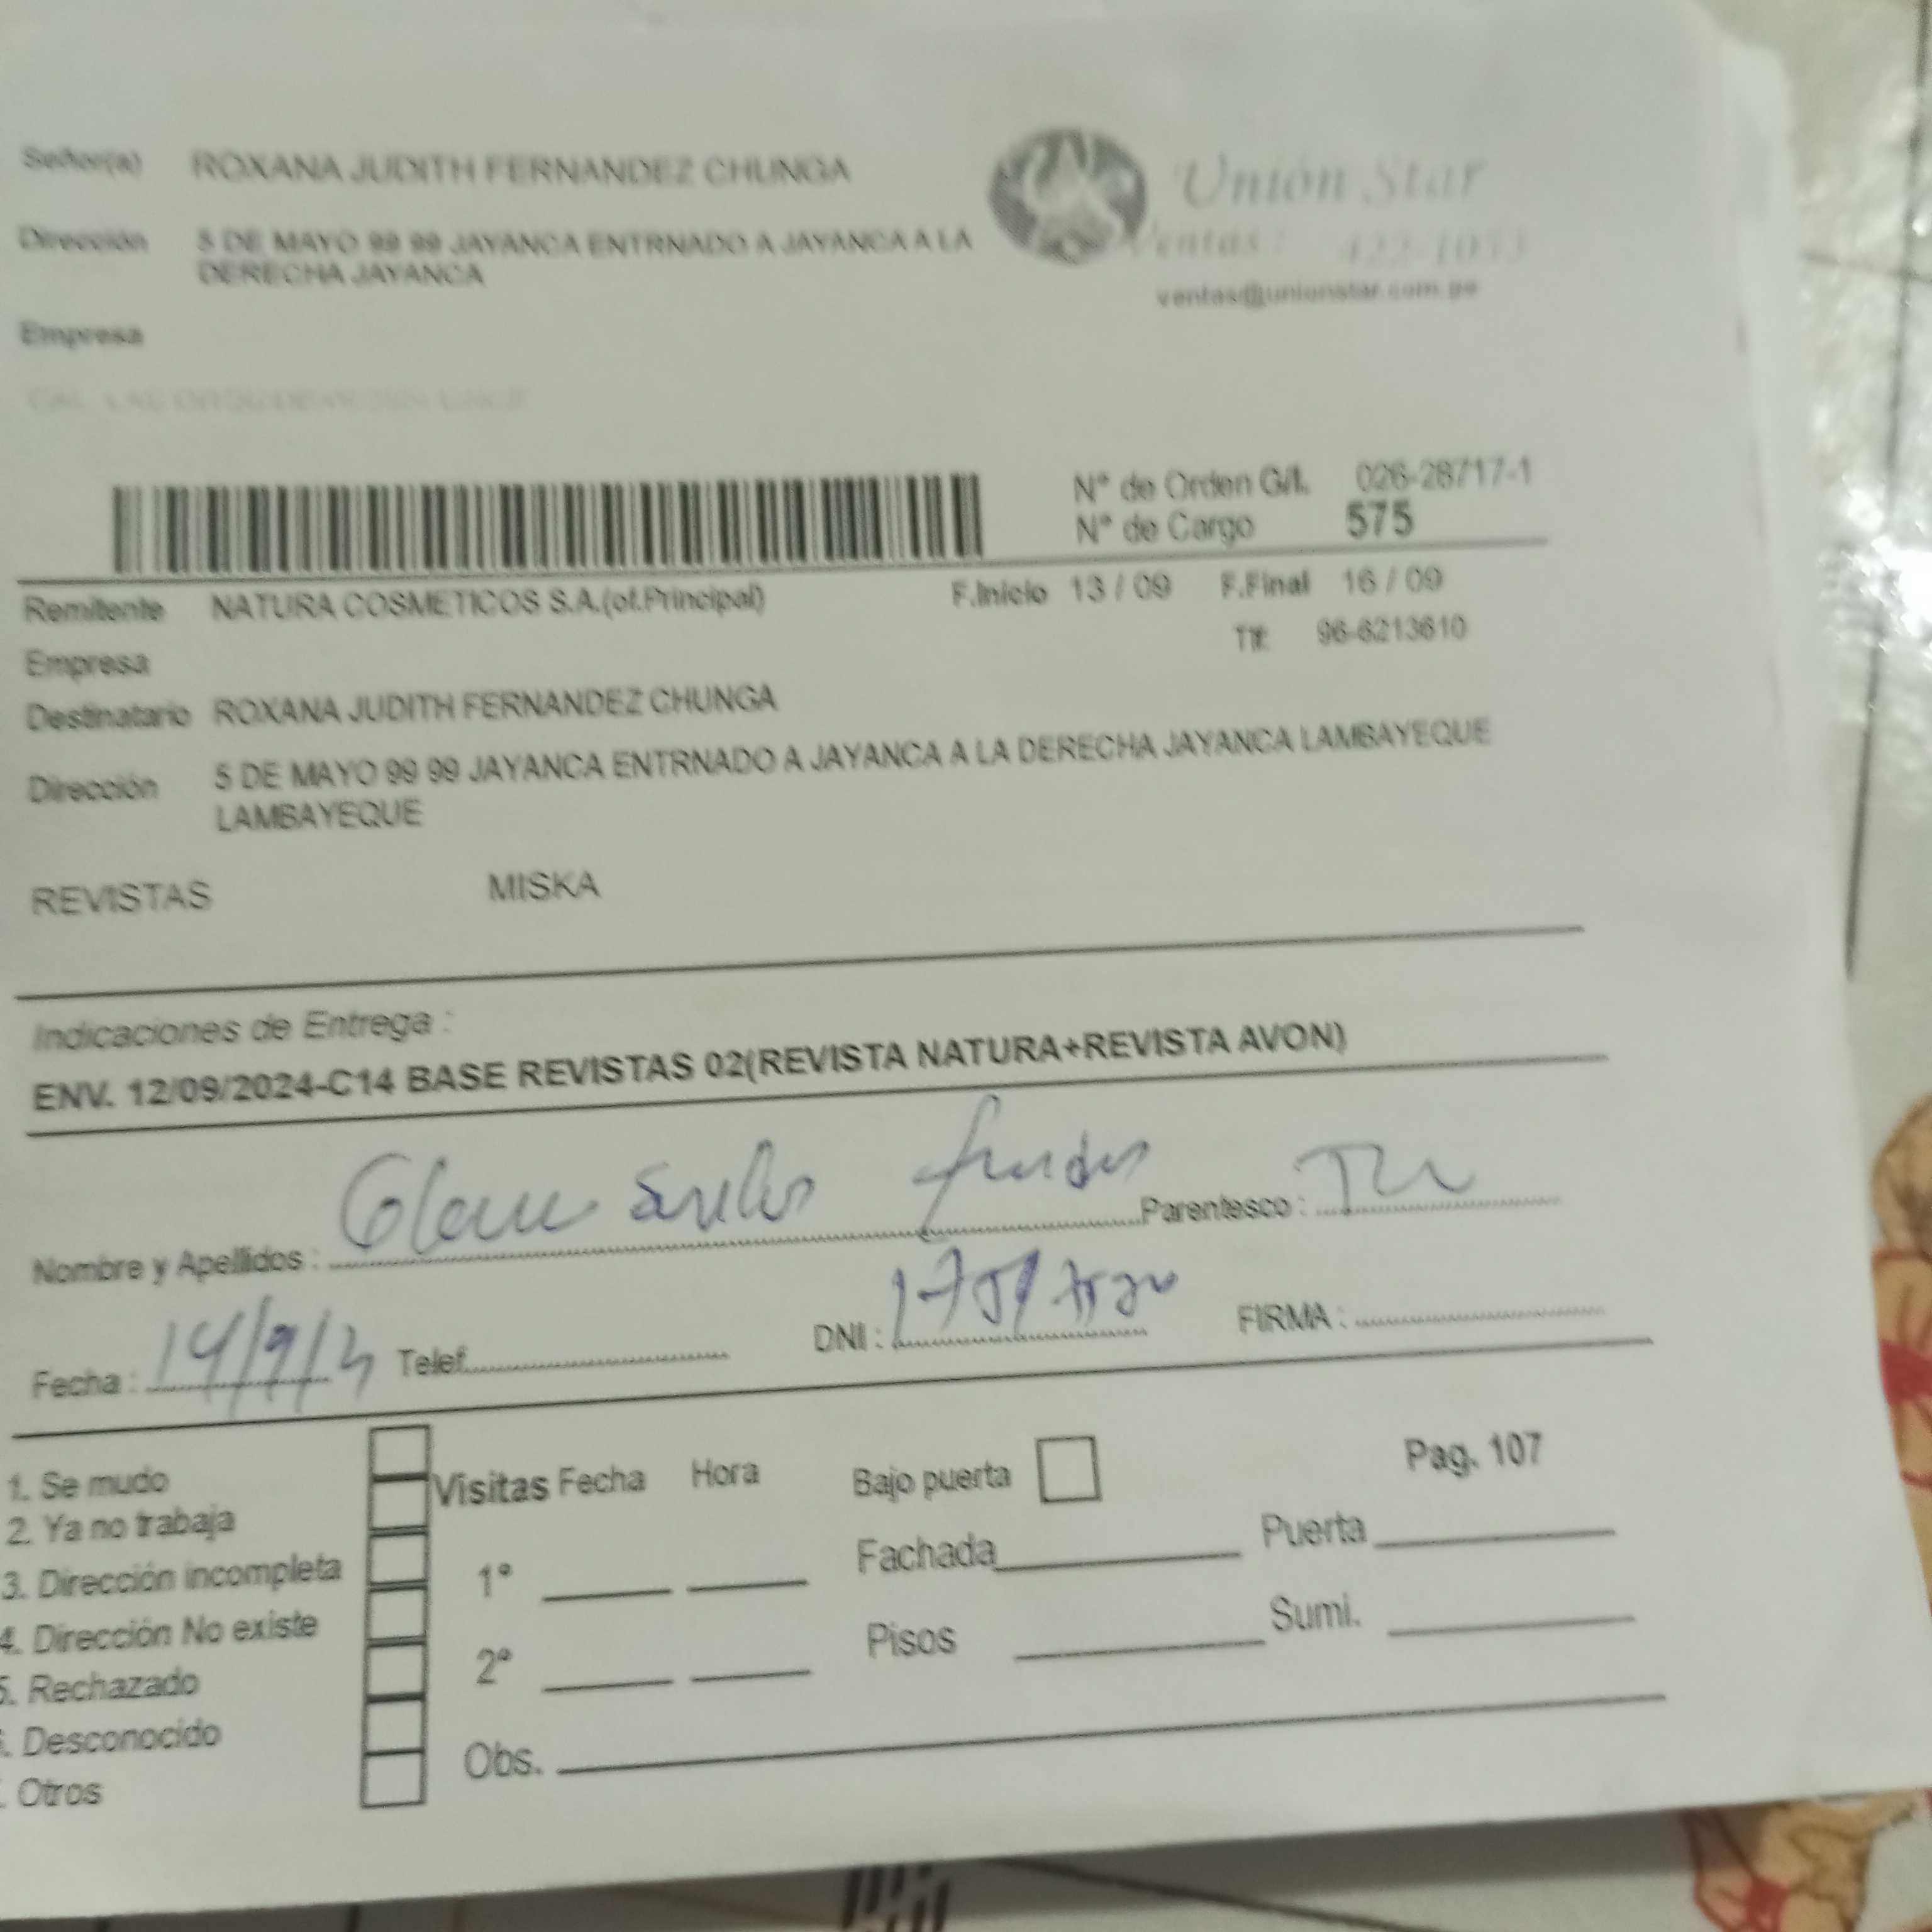 Señor(a) ROXANA JUDITH FERNANDEZ CHUNGA
Unión Star
Dirección 5 DE MAYO 99 99 JAYANCA ENTRNADO A JAYANCA A LA
DERECHA JAYANCA
Ventas: 422-1053
ventas@unionstar.com.pe
Empresa
N° de Orden G/L 026-28717-1
N° de Cargo 575
Remitente NATURA COSMETICOS S.A.(of.Principal) F.Inicio 13 / 09 F.Final 16 / 09
Empresa Tlf: 96-6213610
Destinatario ROXANA JUDITH FERNANDEZ CHUNGA
Dirección 5 DE MAYO 99 99 JAYANCA ENTRNADO A JAYANCA A LA DERECHA JAYANCA LAMBAYEQUE
LAMBAYEQUE
REVISTAS MISKA
Indicaciones de Entrega :
ENV. 12/09/2024-C14 BASE REVISTAS 02(REVISTA NATURA+REVISTA AVON)
Nombre y Apellidos : Parentesco :
Fecha : 14/9/ Telef. DNI : FIRMA :
1. Se mudo
2. Ya no trabaja
3. Dirección incompleta
4. Dirección No existe
5. Rechazado
. Desconocido
. Otros
Visitas Fecha Hora
1°
2°
Obs.
Bajo puerta
Pag. 107
Fachada Puerta
Pisos Sumi.